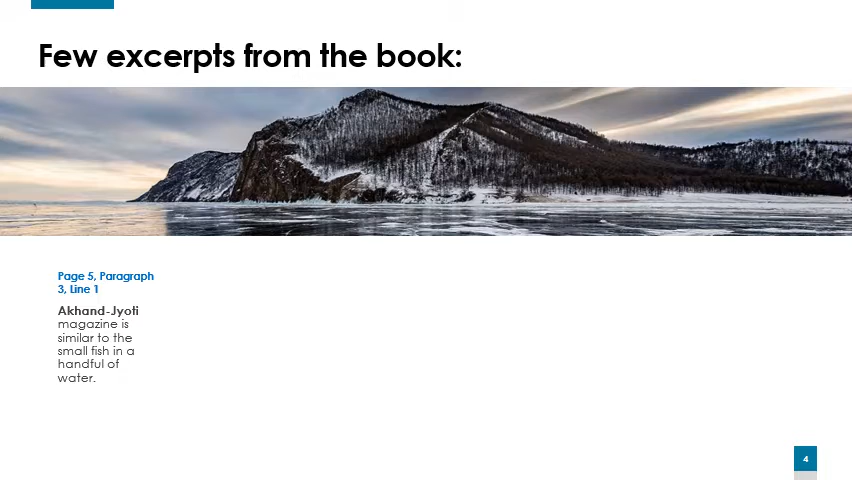 Few excerpts from the book:
Page 5, Paragraph
3, Line 1
Akhand-Jyoti
magazine is
similar to the
small fish in a
handful of
water.
4